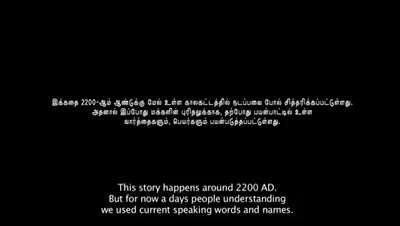 இக்கதை 2200-ஆம் ஆண்டுக்கு மேல் உள்ள காலகட்டத்தில் நடப்பவை போல் சித்தரிக்கப்பட்டுள்ளது.
அதனால் இப்போது மக்களின் புரிதலுக்காக, தற்போது பயன்பாட்டில் உள்ள
வார்த்தைகளும், பெயர்களும் பயன்படுத்தப்பட்டுள்ளது.
This story happens around 2200 AD.
But for now a days people understanding
we used current speaking words and names.